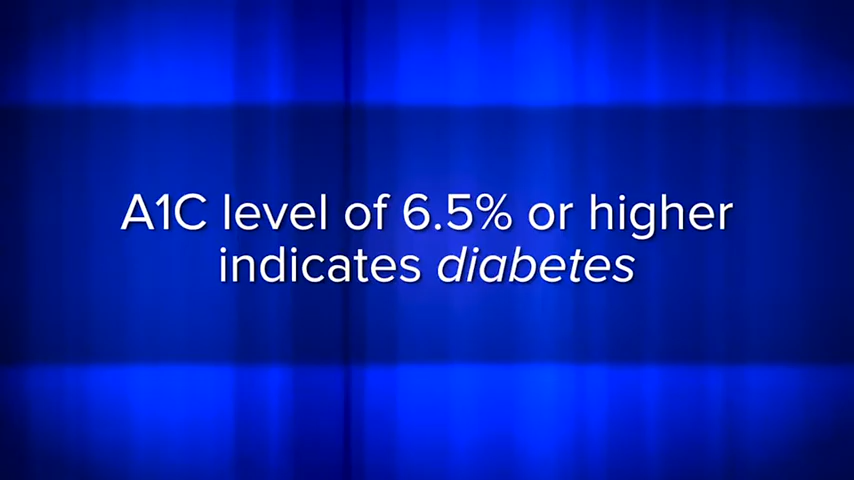 A1C level of 6.5% or higher
indicates diabetes